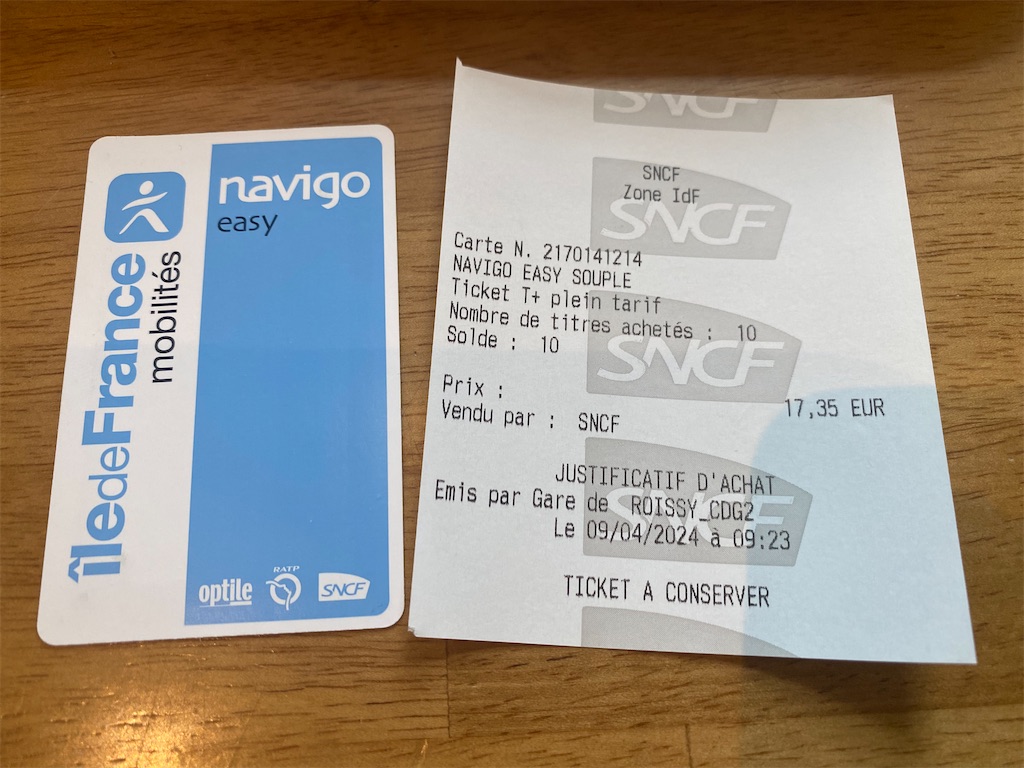 îledeFrance
mobilités
navigo
easy
optile
RATP
SNCF
SNCF
SNCF
Zone IdF
SNCF
Carte N. 2170141214
NAVIGO EASY SOUPLE
Ticket T+ plein tarif
Nombre de titres achetés : 10
Solde : 10
SNCF
Prix : 17,35 EUR
Vendu par : SNCF
JUSTIFICATIF D'ACHAT
Emis par Gare de ROISSY_CDG2
SNCF
Le 09/04/2024 à 09:23
TICKET A CONSERVER